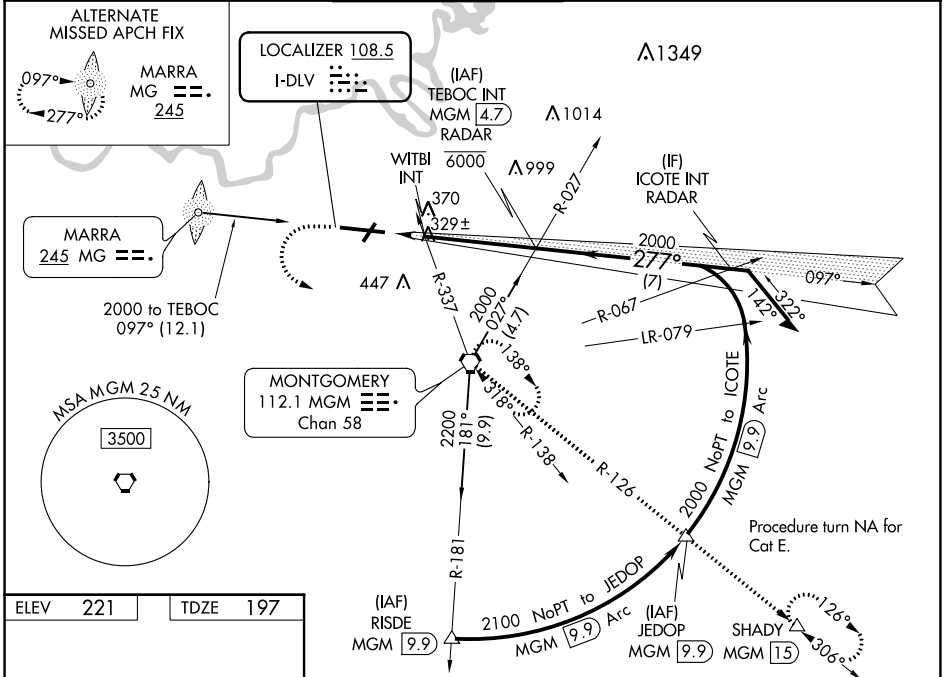 ALTERNATE
MISSED APCH FIX
097°
277°
MARRA
MG
245
LOCALIZER 108.5
I-DLV
1349
(IAF)
TEBOC INT
MGM 4.7
RADAR
6000
1014
999
WITBI
INT
370
329±
R-027
(IF)
ICOTE INT
RADAR
MARRA
245 MG
2000 to TEBOC
097° (12.1)
447
R-337
2000
027°
(4.7)
2000
277°
(7)
097°
R-067
LR-079
142°
322°
MONTGOMERY
112.1 MGM
Chan 58
138°
318°
R-138
R-126
2200
181°
(9.9)
R-181
MSA MGM 25 NM
3500
2000 NoPT to ICOTE
MGM 9.9 Arc
Procedure turn NA for
Cat E.
2100 NoPT to JEDOP
MGM 9.9 Arc
(IAF)
RISDE
MGM 9.9
(IAF)
JEDOP
MGM 9.9
SHADY
MGM 15
126°
306°
ELEV 221
TDZE 197